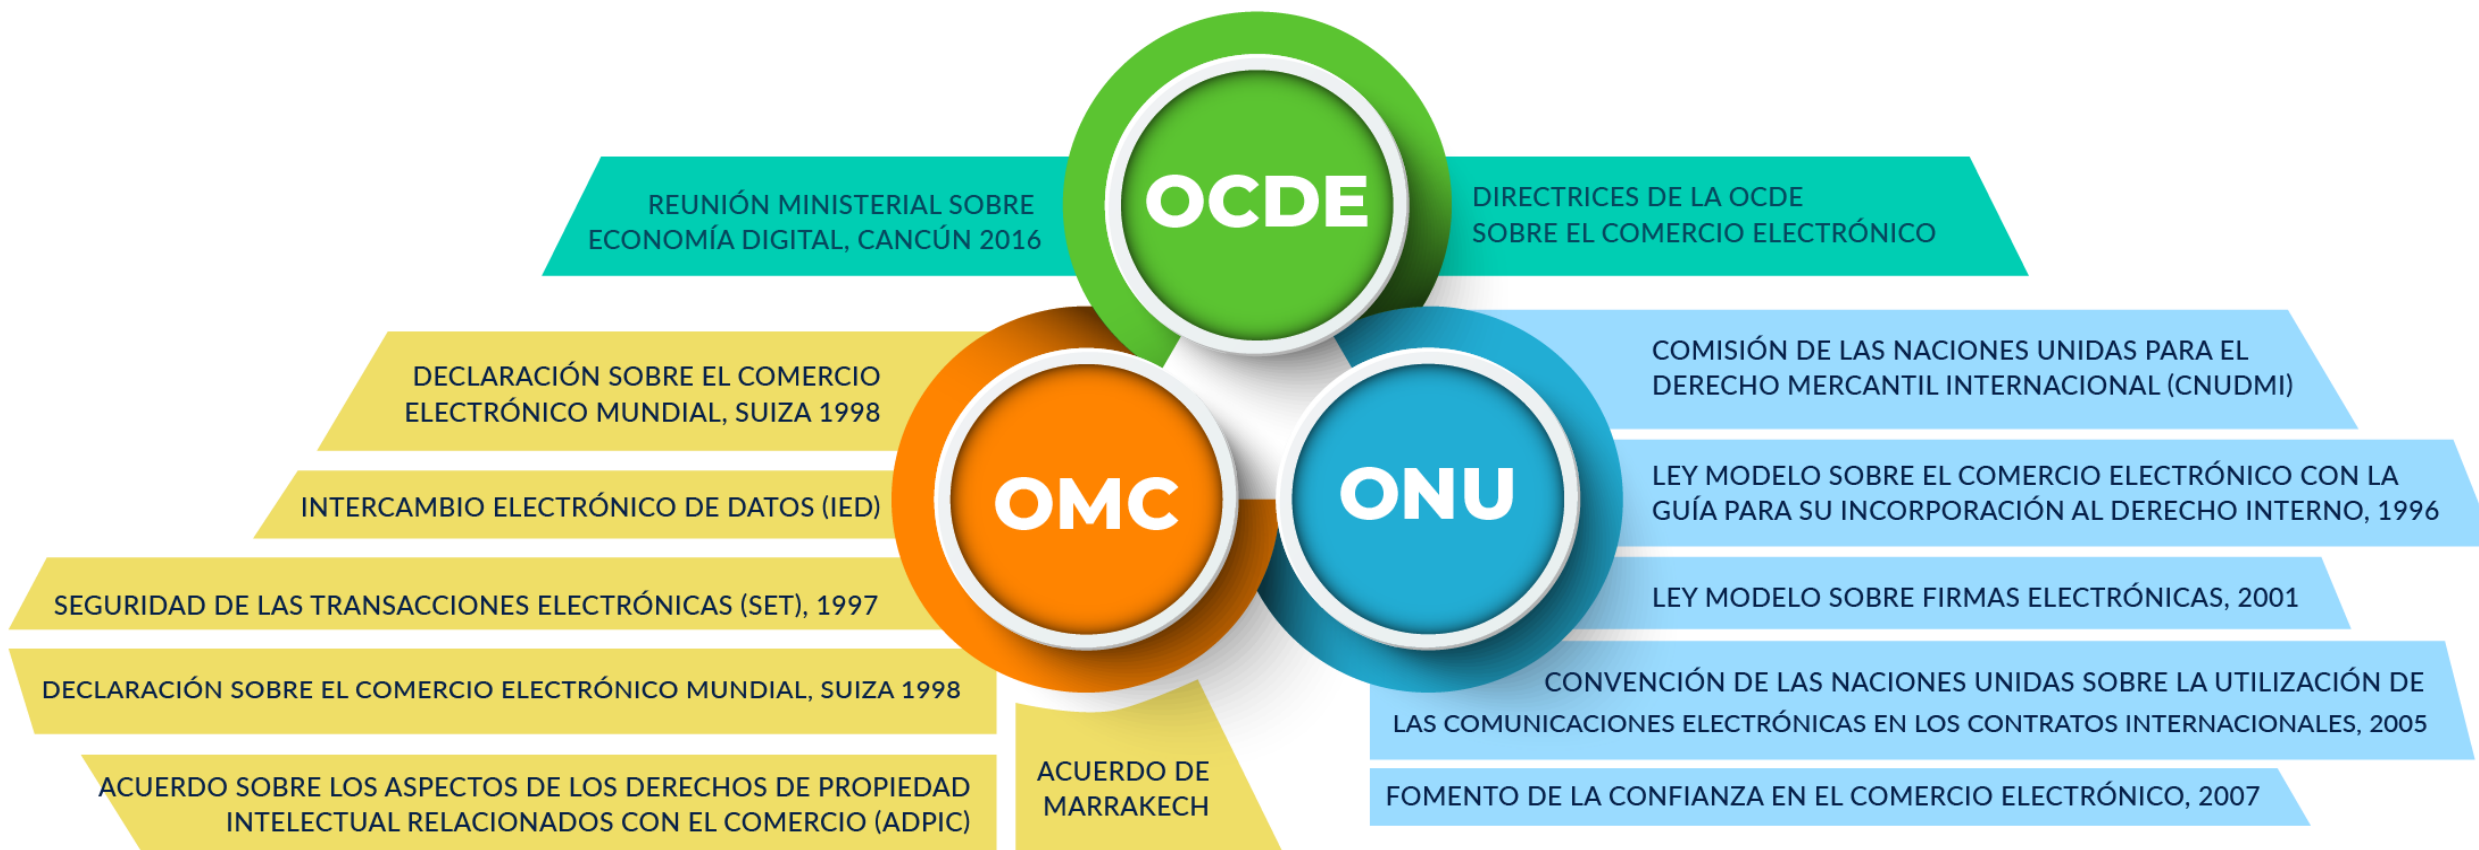 OCDE
REUNIÓN MINISTERIAL SOBRE
ECONOMÍA DIGITAL, CANCÚN 2016
DIRECTRICES DE LA OCDE
SOBRE EL COMERCIO ELECTRÓNICO
OMC
DECLARACIÓN SOBRE EL COMERCIO
ELECTRÓNICO MUNDIAL, SUIZA 1998
INTERCAMBIO ELECTRÓNICO DE DATOS (IED)
SEGURIDAD DE LAS TRANSACCIONES ELECTRÓNICAS (SET), 1997
DECLARACIÓN SOBRE EL COMERCIO ELECTRÓNICO MUNDIAL, SUIZA 1998
ACUERDO SOBRE LOS ASPECTOS DE LOS DERECHOS DE PROPIEDAD
INTELECTUAL RELACIONADOS CON EL COMERCIO (ADPIC)
ACUERDO DE
MARRAKECH
ONU
COMISIÓN DE LAS NACIONES UNIDAS PARA EL
DERECHO MERCANTIL INTERNACIONAL (CNUDMI)
LEY MODELO SOBRE EL COMERCIO ELECTRÓNICO CON LA
GUÍA PARA SU INCORPORACIÓN AL DERECHO INTERNO, 1996
LEY MODELO SOBRE FIRMAS ELECTRÓNICAS, 2001
CONVENCIÓN DE LAS NACIONES UNIDAS SOBRE LA UTILIZACIÓN DE
LAS COMUNICACIONES ELECTRÓNICAS EN LOS CONTRATOS INTERNACIONALES, 2005
FOMENTO DE LA CONFIANZA EN EL COMERCIO ELECTRÓNICO, 2007